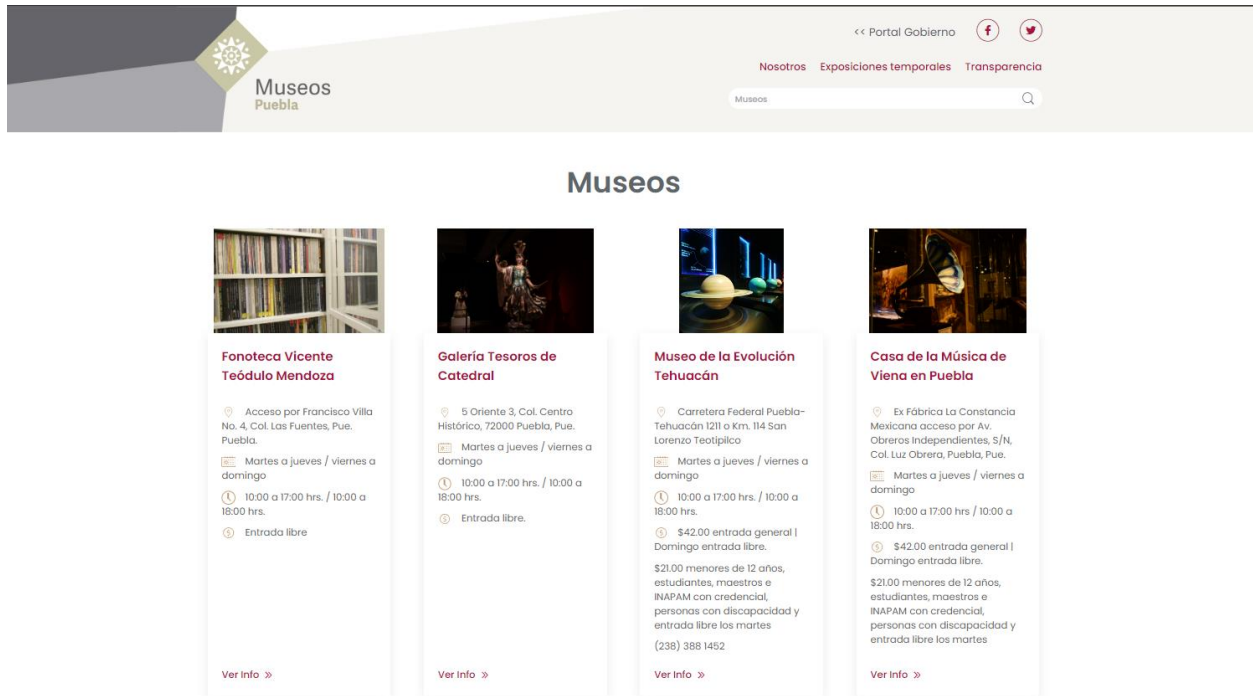 << Portal Gobierno
Museos
Puebla
Nosotros Exposiciones temporales Transparencia
Museos
Museos
Fonoteca Vicente
Teódulo Mendoza
Acceso por Francisco Villa
No. 4, Col. Las Fuentes, Pue.
Puebla.
Martes a jueves / viernes a
domingo
10:00 a 17:00 hrs. / 10:00 a
18:00 hrs.
Entrada libre
Ver Info »
Galería Tesoros de
Catedral
5 Oriente 3, Col. Centro
Histórico, 72000 Puebla, Pue.
Martes a jueves / viernes a
domingo
10:00 a 17:00 hrs. / 10:00 a
18:00 hrs.
Entrada libre.
Ver Info »
Museo de la Evolución
Tehuacán
Carretera Federal Puebla-
Tehuacán 1211 o Km. 114 San
Lorenzo Teotipilco
Martes a jueves / viernes a
domingo
10:00 a 17:00 hrs. / 10:00 a
18:00 hrs.
$42.00 entrada general |
Domingo entrada libre.
$21.00 menores de 12 años,
estudiantes, maestros e
INAPAM con credencial,
personas con discapacidad y
entrada libre los martes
(238) 388 1452
Ver Info »
Casa de la Música de
Viena en Puebla
Ex Fábrica La Constancia
Mexicana acceso por Av.
Obreros Independientes, S/N,
Col. Luz Obrera, Puebla, Pue.
Martes a jueves / viernes a
domingo
10:00 a 17:00 hrs / 10:00 a
18:00 hrs.
$42.00 entrada general |
Domingo entrada libre.
$21.00 menores de 12 años,
estudiantes, maestros e
INAPAM con credencial,
personas con discapacidad y
entrada libre los martes
Ver Info »